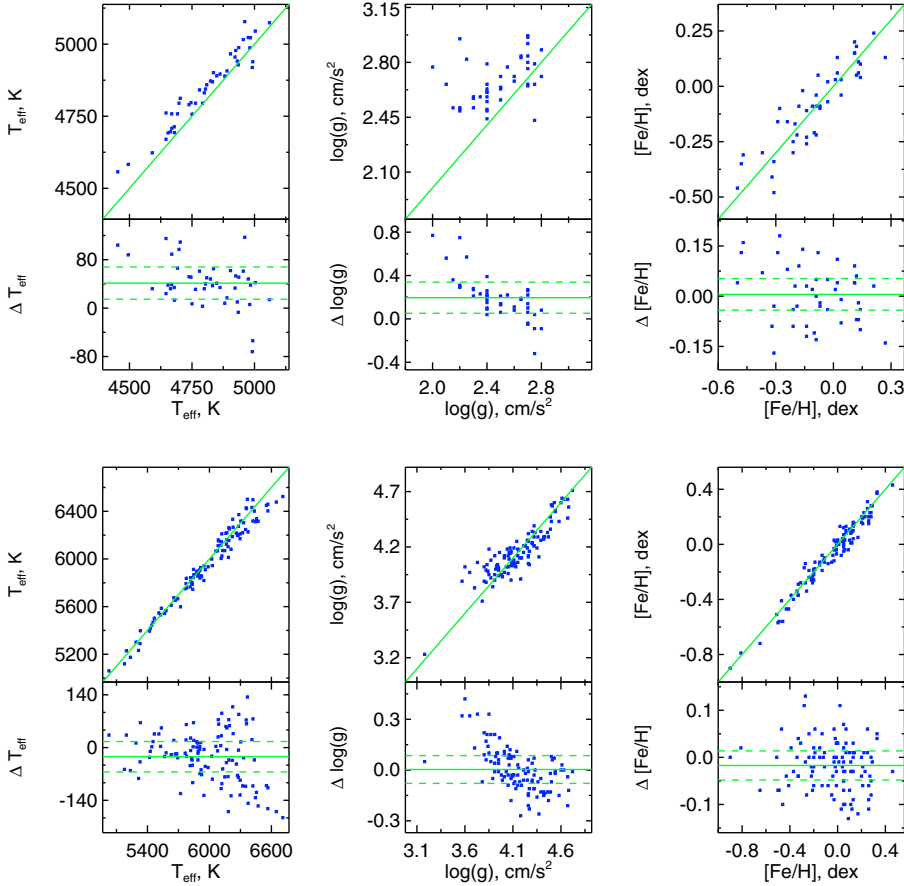 5000
4750
4500
T_eff, K
80
0
-80
Δ T_eff
4500 4750 5000
T_eff, K
3.15
2.80
2.45
2.10
log(g), cm/s²
0.8
0.4
0.0
-0.4
Δ log(g)
2.0 2.4 2.8
log(g), cm/s²
0.00
-0.25
-0.50
[Fe/H], dex
0.15
0.00
-0.15
Δ [Fe/H]
-0.6 -0.3 0.0 0.3
[Fe/H], dex
6400
6000
5600
5200
T_eff, K
140
0
-140
Δ T_eff
5400 6000 6600
T_eff, K
4.7
4.2
3.7
3.2
log(g), cm/s²
0.3
0.0
-0.3
Δ log(g)
3.1 3.6 4.1 4.6
log(g), cm/s²
0.4
0.0
-0.4
-0.8
[Fe/H], dex
0.1
0.0
-0.1
Δ [Fe/H]
-0.8 -0.4 0.0 0.4
[Fe/H], dex